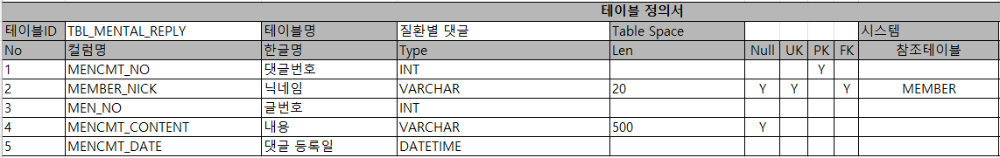 테이블 정의서
테이블ID TBL_MENTAL_REPLY 테이블명 질환별 댓글 Table Space 시스템
No 컬럼명 한글명 Type Len Null UK PK FK 참조테이블
1 MENCMT_NO 댓글번호 INT Y
2 MEMBER_NICK 닉네임 VARCHAR 20 Y Y Y MEMBER
3 MEN_NO 글번호 INT
4 MENCMT_CONTENT 내용 VARCHAR 500 Y
5 MENCMT_DATE 댓글 등록일 DATETIME